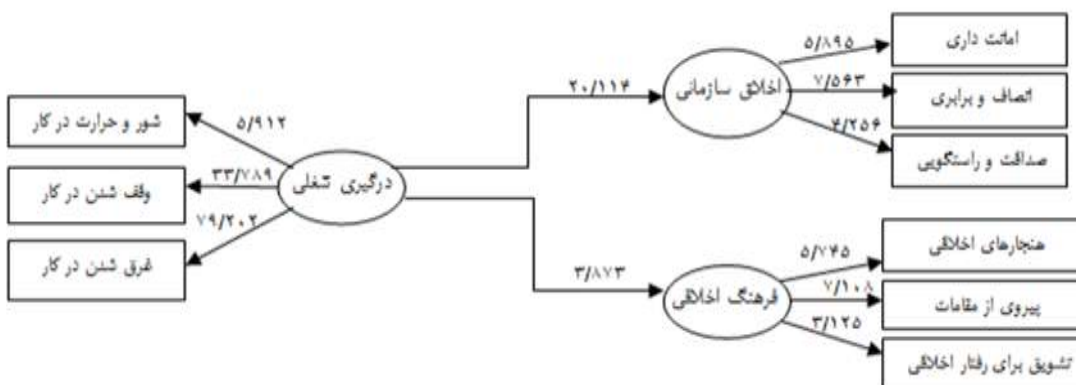 امانت داری
۵/۸۹۵
انصاف و برابری
۷/۵۶۳
صداقت و راستگویی
۴/۲۵۶
اخلاق سازمانی
۲۰/۱۱۴
درگیری شغلی
شور و حرارت در کار
۵/۹۱۲
وقف شدن در کار
۳۳/۷۸۹
غرق شدن در کار
۷۹/۲۰۲
هنجارهای اخلاقی
۵/۷۴۵
پیروی از مقامات
۷/۱۰۸
تشویق برای رفتار اخلاقی
۳/۱۲۵
فرهنگ اخلاقی
۳/۸۷۳